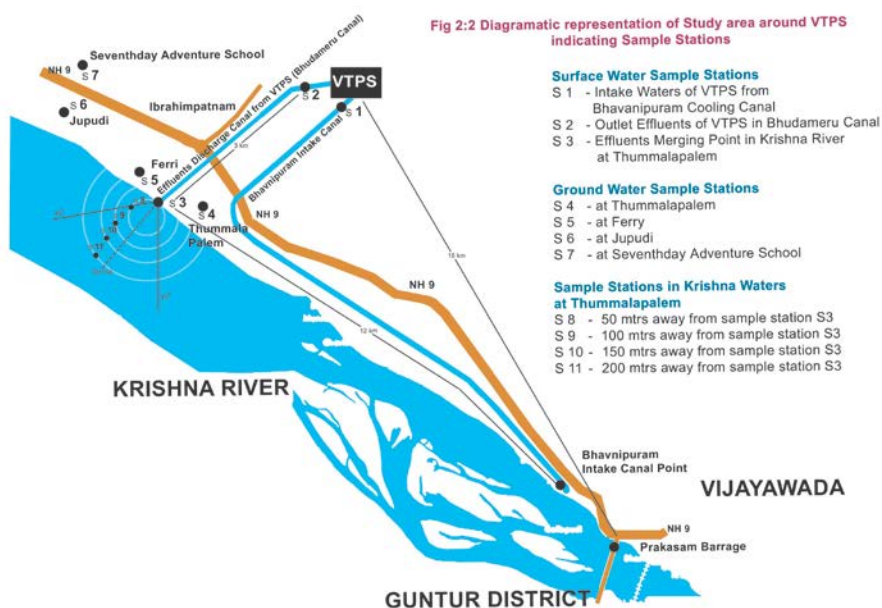 Fig 2:2 Diagramatic representation of Study area around VTPS
indicating Sample Stations
Surface Water Sample Stations
S 1 - Intake Waters of VTPS from
Bhavanipuram Cooling Canal
S 2 - Outlet Effluents of VTPS in Bhudameru Canal
S 3 - Effluents Merging Point in Krishna River
at Thummalapalem
Ground Water Sample Stations
S 4 - at Thummalapalem
S 5 - at Ferry
S 6 - at Jupudi
S 7 - at Seventhday Adventure School
Sample Stations in Krishna Waters
at Thummalapalem
S 8 - 50 mtrs away from sample station S3
S 9 - 100 mtrs away from sample station S3
S 10 - 150 mtrs away from sample station S3
S 11 - 200 mtrs away from sample station S3
Seventhday Adventure School
S 7
NH 9
S 6
Jupudi
Ibrahimpatnam
Effluents Discharge Canal from VTPS (Bhudameru Canal)
VTPS
S 2
S 1
Bhavnipuram Intake Canal
Ferri
S 5
S 3
S 4
Thummala
Palem
NH 9
NH 9
12 km
KRISHNA RIVER
Bhavnipuram
Intake Canal Point
VIJAYAWADA
NH 9
Prakasam Barrage
GUNTUR DISTRICT